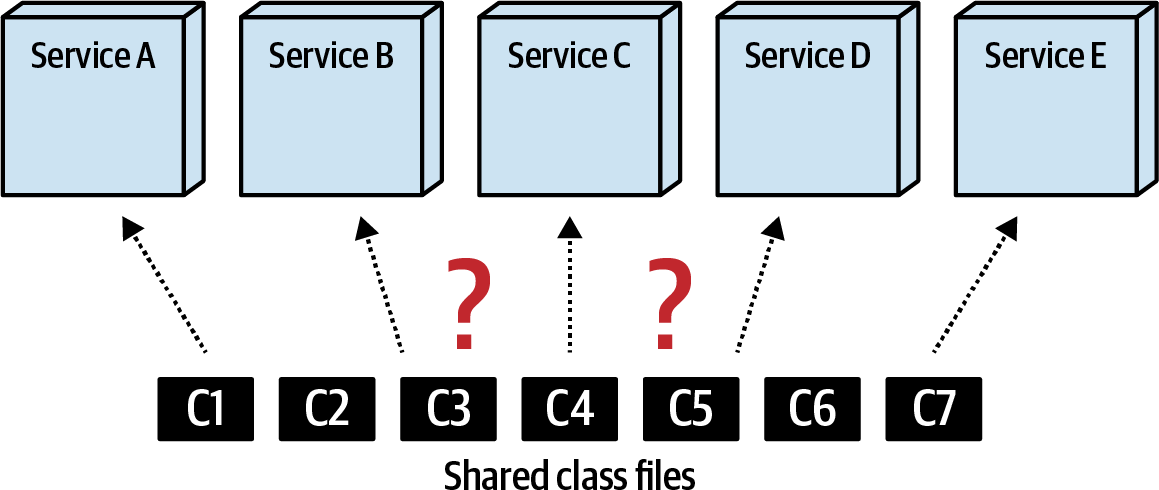 Service A
Service B
Service C
Service D
Service E
? ?
C1 C2 C3 C4 C5 C6 C7
Shared class files